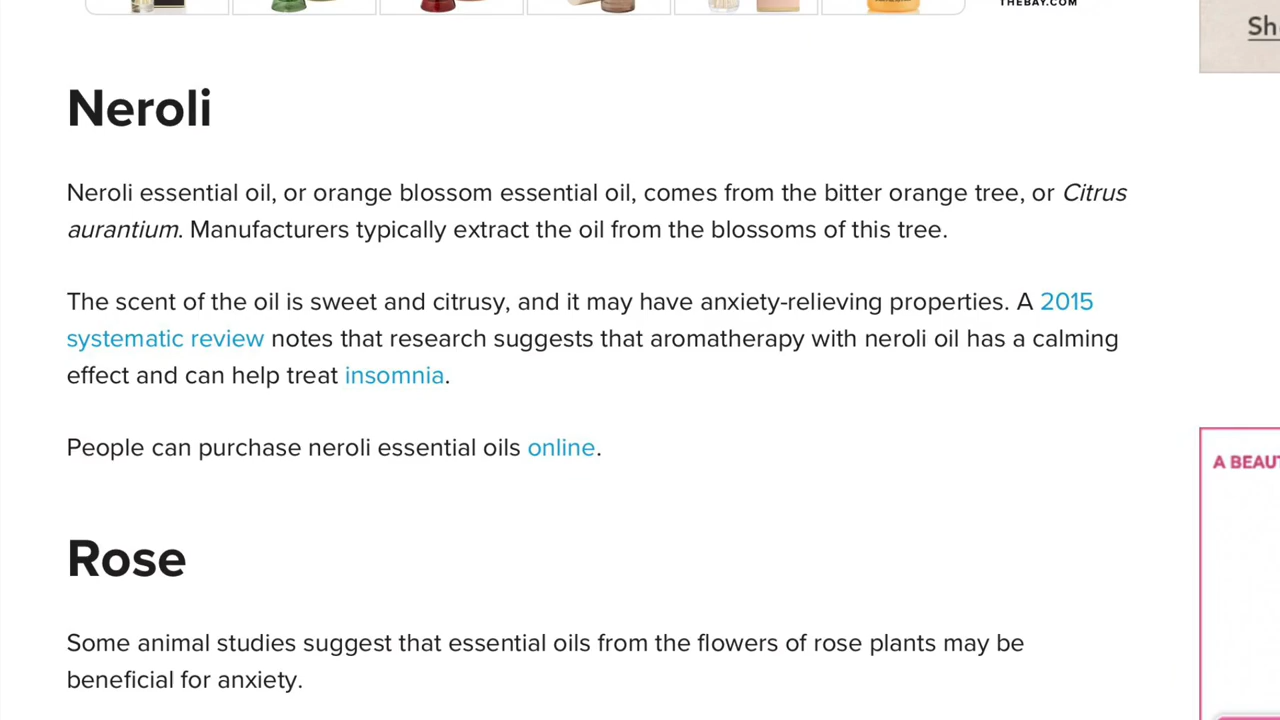 THEBAY.COM
Sh
Neroli
Neroli essential oil, or orange blossom essential oil, comes from the bitter orange tree, or Citrus
aurantium. Manufacturers typically extract the oil from the blossoms of this tree.
The scent of the oil is sweet and citrusy, and it may have anxiety-relieving properties. A 2015
systematic review notes that research suggests that aromatherapy with neroli oil has a calming
effect and can help treat insomnia.
People can purchase neroli essential oils online.
A BEAUT
Rose
Some animal studies suggest that essential oils from the flowers of rose plants may be
beneficial for anxiety.